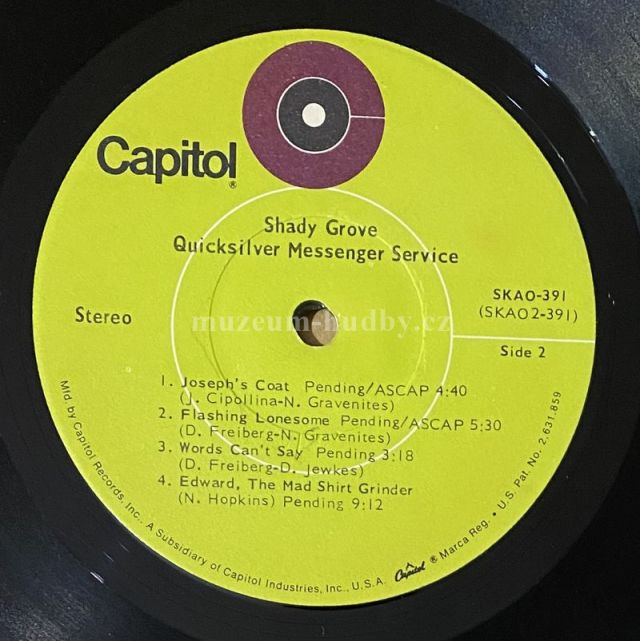 Capitol®
Shady Grove
Quicksilver Messenger Service
SKAO-391
(SKAO2-391)
Stereo
muzeum-hudby.cz
Side 2
1. Joseph's Coat Pending/ASCAP 4:40
(J. Cipollina-N. Gravenites)
2. Flashing Lonesome Pending/ASCAP 5:30
(D. Freiberg-N. Gravenites)
3. Words Can't Say Pending 3:18
(D. Freiberg-D. Jewkes)
4. Edward, The Mad Shirt Grinder
(N. Hopkins) Pending 9:12
Mfd. by Capitol Records, Inc. A Subsidiary of Capitol Industries, Inc., U.S.A. Capitol ® Marca Reg. • U.S. Pat. No. 2,631,859